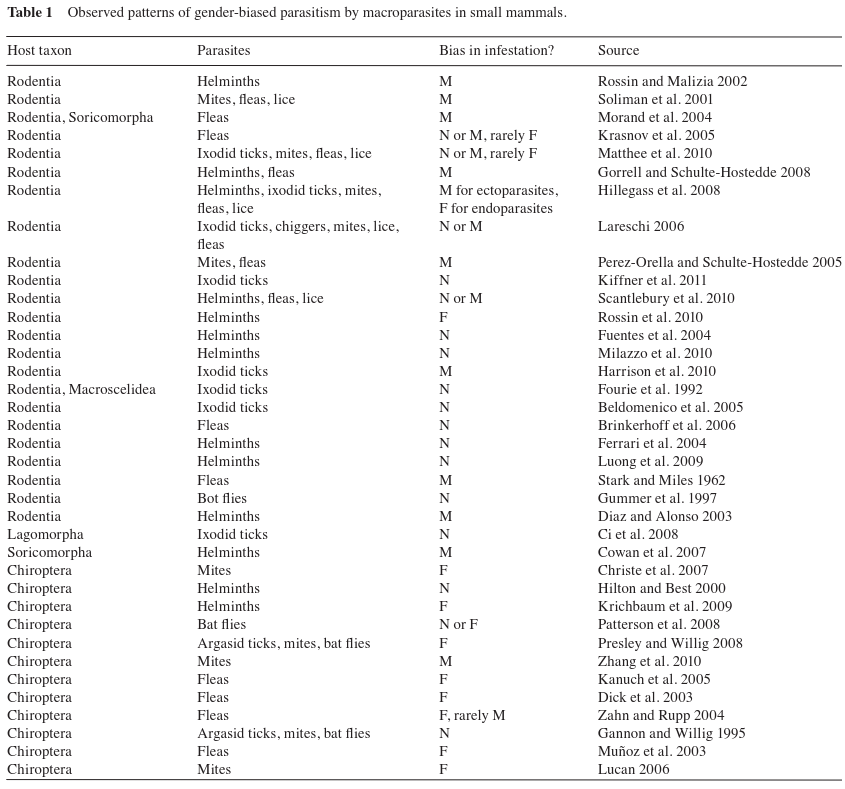 Table 1 Observed patterns of gender-biased parasitism by macroparasites in small mammals.
Host taxon Parasites Bias in infestation? Source
Rodentia Helminths M Rossin and Malizia 2002
Rodentia Mites, fleas, lice M Soliman et al. 2001
Rodentia, Soricomorpha Fleas M Morand et al. 2004
Rodentia Fleas N or M, rarely F Krasnov et al. 2005
Rodentia Ixodid ticks, mites, fleas, lice N or M, rarely F Matthee et al. 2010
Rodentia Helminths, fleas M Gorrell and Schulte-Hostedde 2008
Rodentia Helminths, ixodid ticks, mites, M for ectoparasites, Hillegass et al. 2008
fleas, lice F for endoparasites
Rodentia Ixodid ticks, chiggers, mites, lice, N or M Lareschi 2006
fleas
Rodentia Mites, fleas M Perez-Orella and Schulte-Hostedde 2005
Rodentia Ixodid ticks N Kiffner et al. 2011
Rodentia Helminths, fleas, lice N or M Scantlebury et al. 2010
Rodentia Helminths F Rossin et al. 2010
Rodentia Helminths N Fuentes et al. 2004
Rodentia Helminths N Milazzo et al. 2010
Rodentia Ixodid ticks M Harrison et al. 2010
Rodentia, Macroscelidea Ixodid ticks N Fourie et al. 1992
Rodentia Ixodid ticks N Beldomenico et al. 2005
Rodentia Fleas N Brinkerhoff et al. 2006
Rodentia Helminths N Ferrari et al. 2004
Rodentia Helminths N Luong et al. 2009
Rodentia Fleas M Stark and Miles 1962
Rodentia Bot flies N Gummer et al. 1997
Rodentia Helminths M Diaz and Alonso 2003
Lagomorpha Ixodid ticks N Ci et al. 2008
Soricomorpha Helminths M Cowan et al. 2007
Chiroptera Mites F Christe et al. 2007
Chiroptera Helminths N Hilton and Best 2000
Chiroptera Helminths F Krichbaum et al. 2009
Chiroptera Bat flies N or F Patterson et al. 2008
Chiroptera Argasid ticks, mites, bat flies F Presley and Willig 2008
Chiroptera Mites M Zhang et al. 2010
Chiroptera Fleas F Kanuch et al. 2005
Chiroptera Fleas F Dick et al. 2003
Chiroptera Fleas F, rarely M Zahn and Rupp 2004
Chiroptera Argasid ticks, mites, bat flies N Gannon and Willig 1995
Chiroptera Fleas F Muñoz et al. 2003
Chiroptera Mites F Lucan 2006